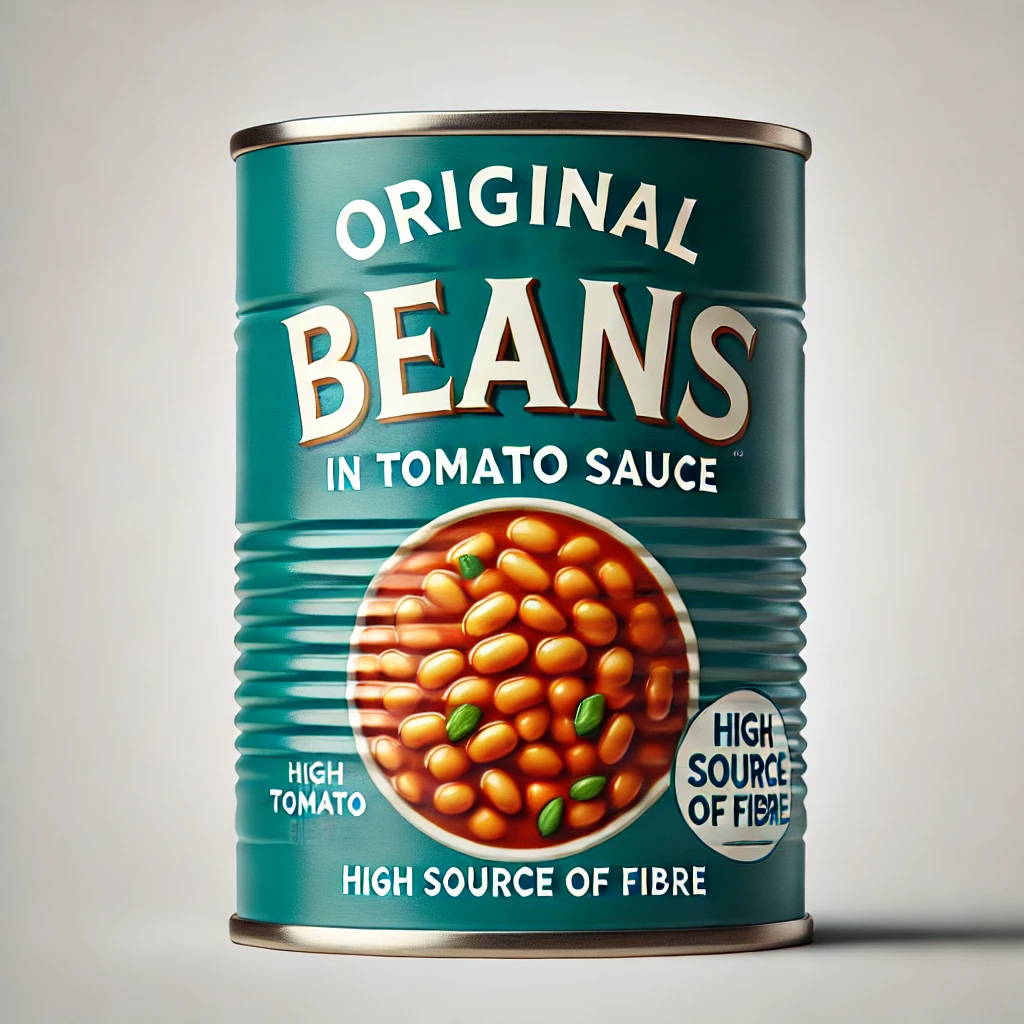 ORIGINAL
BEANS
IN TOMATO SAUCE
HIGH
TOMATO
HIGH
SOURCE
OF FIBRE
HIGH SOURCE OF FIBRE